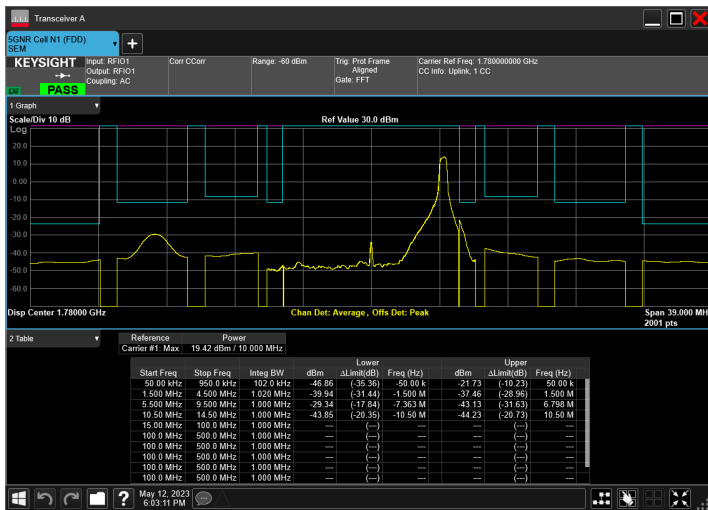 Transceiver A
5GNR Cell N1 (FDD)
SEM
KEYSIGHT
Input: RFIO1
Output: RFIO1
Coupling: AC
Corr CCorr
Range: -60 dBm
Trig: Prot Frame
Aligned
Gate: FFT
Carrier Ref Freq: 1.780000000 GHz
CC Info: Uplink, 1 CC
PASS
1 Graph
Scale/Div 10 dB
Ref Value 30.0 dBm
Log
20.0
10.0
0.00
-10.0
-20.0
-30.0
-40.0
-50.0
-60.0
Disp Center 1.78000 GHz
Chan Det: Average, Offs Det: Peak
Span 39.000 MH
2001 pts
2 Table
Reference Power
Carrier #1: Max 19.42 dBm / 10.000 MHz
Lower Upper
Start Freq Stop Freq Integ BW dBm ΔLimit(dB) Freq (Hz) dBm ΔLimit(dB) Freq (Hz)
50.00 kHz 950.0 kHz 102.0 kHz -46.86 (-35.36) -50.00 k -21.73 (-10.23) 50.00 k
1.500 MHz 4.500 MHz 1.020 MHz -39.94 (-31.44) -1.500 M -37.46 (-28.96) 1.500 M
5.500 MHz 9.500 MHz 1.000 MHz -29.34 (-17.84) -7.363 M -43.13 (-31.63) 6.798 M
10.50 MHz 14.50 MHz 1.000 MHz -43.85 (-20.35) -10.50 M -44.23 (-20.73) 10.50 M
15.00 MHz 100.0 MHz 1.000 MHz --- (---) --- --- (---) ---
100.0 MHz 500.0 MHz 1.000 MHz --- (---) --- --- (---) ---
100.0 MHz 500.0 MHz 1.000 MHz --- (---) --- --- (---) ---
100.0 MHz 500.0 MHz 1.000 MHz --- (---) --- --- (---) ---
100.0 MHz 500.0 MHz 1.000 MHz --- (---) --- --- (---) ---
100.0 MHz 500.0 MHz 1.000 MHz --- (---) --- --- (---) ---
May 12, 2023
6:03:11 PM